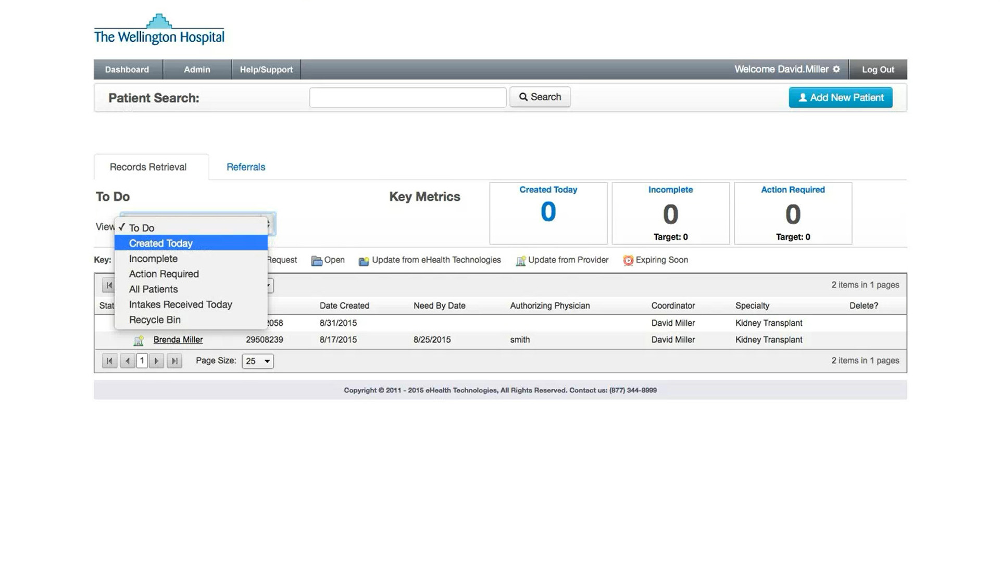 The Wellington Hospital
Dashboard Admin Help/Support Welcome David.Miller Log Out
Patient Search: Search Add New Patient
Records Retrieval Referrals
To Do Key Metrics
Created Today Incomplete Action Required
0 0 0
Target: 0 Target: 0
View ✓ To Do
Created Today
Incomplete
Action Required
All Patients
Intakes Received Today
Recycle Bin
Key: Request Open Update from eHealth Technologies Update from Provider Expiring Soon
2 items in 1 pages
Date Created Need By Date Authorizing Physician Coordinator Specialty Delete?
8/31/2015 David Miller Kidney Transplant
Brenda Miller 29508239 8/17/2015 8/25/2015 smith David Miller Kidney Transplant
1 Page Size: 25 2 items in 1 pages
Copyright © 2011 - 2015 eHealth Technologies, All Rights Reserved. Contact us: (877) 344-8999